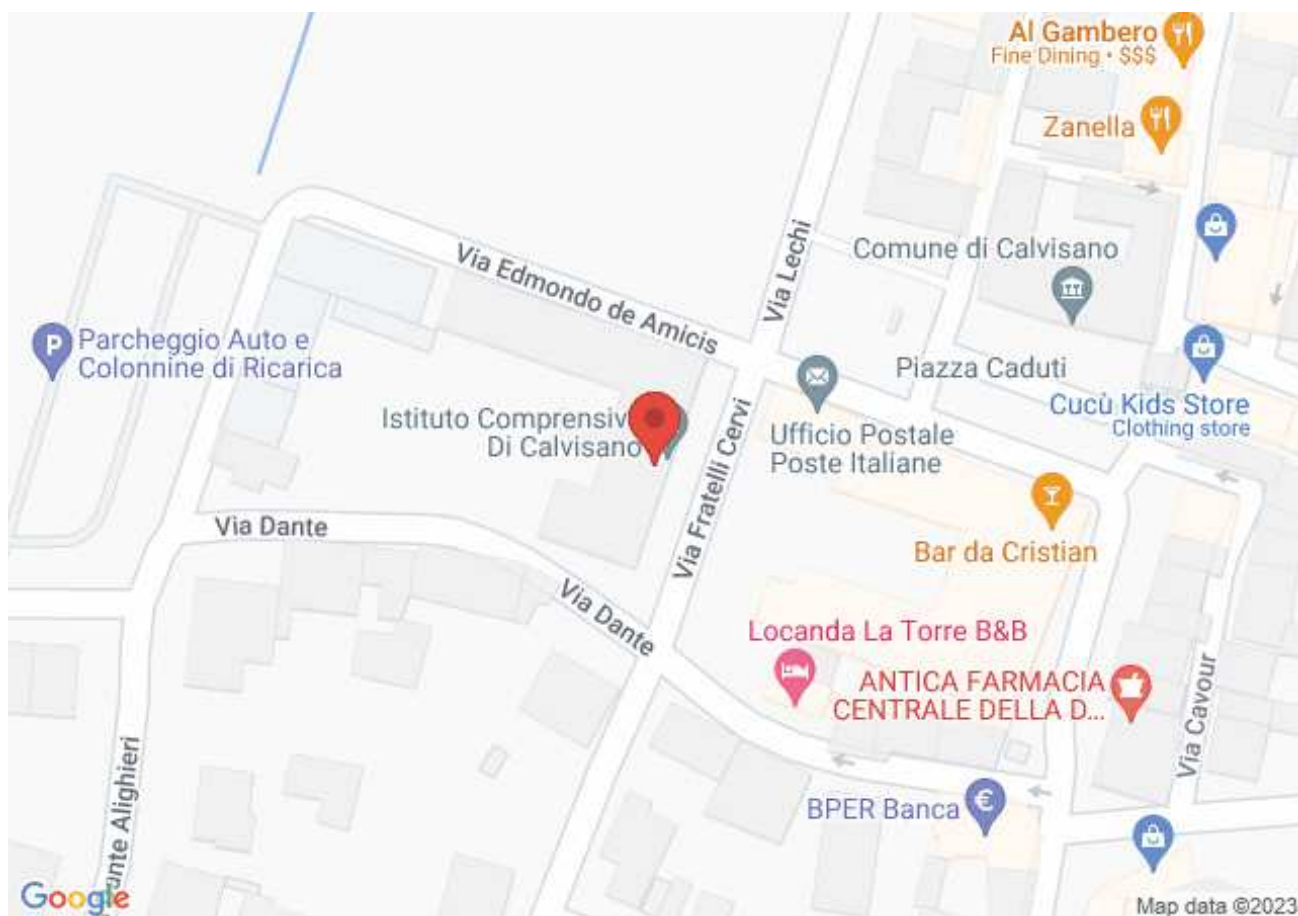 Al Gambero
Fine Dining • $$$
Zanella
Via Lechi
Comune di Calvisano
Via Edmondo de Amicis
Parcheggio Auto e
Colonnine di Ricarica
Piazza Caduti
Cucù Kids Store
Clothing store
Istituto Comprensiv
Di Calvisano
Ufficio Postale
Poste Italiane
Via Fratelli Cervi
Via Dante
Bar da Cristian
Via Dante
Locanda La Torre B&B
ANTICA FARMACIA
CENTRALE DELLA D...
Via Cavour
ante Alighieri
BPER Banca
Google
Map data ©2023
P
€